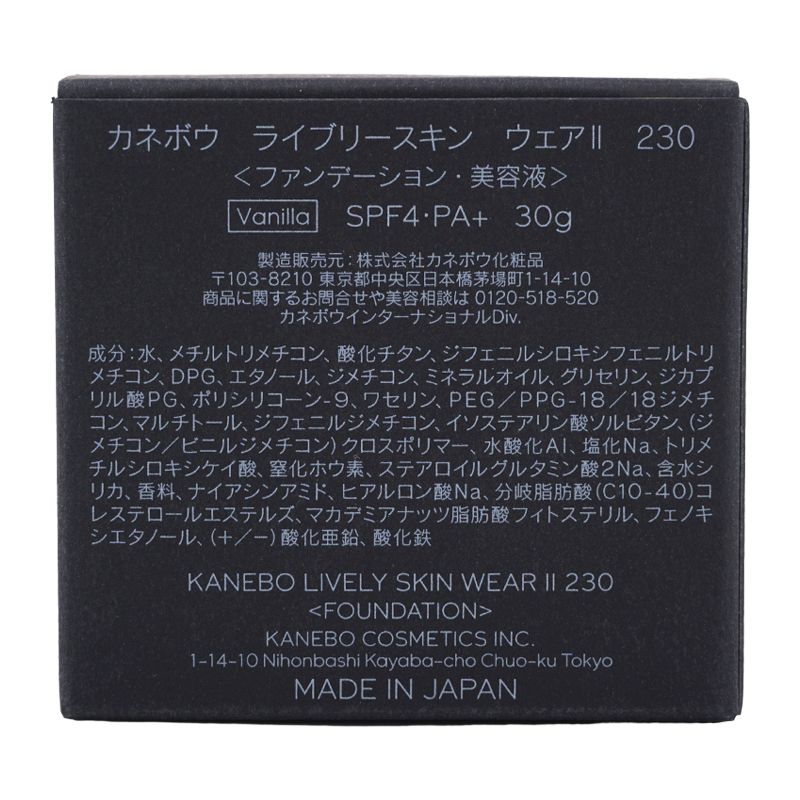 カネボウ ライブリースキン ウェアⅡ 230
＜ファンデーション・美容液＞
Vanilla SPF4・PA+ 30g
製造販売元：株式会社カネボウ化粧品
〒103-8210 東京都中央区日本橋茅場町1-14-10
商品に関するお問合せや美容相談は 0120-518-520
カネボウインターナショナルDiv.
成分：水、メチルトリメチコン、酸化チタン、ジフェニルシロキシフェニルトリ
メチコン、DPG、エタノール、ジメチコン、ミネラルオイル、グリセリン、ジカプ
リル酸PG、ポリシリコーン-9、ワセリン、PEG／PPG-18／18ジメチ
コン、マルチトール、ジフェニルジメチコン、イソステアリン酸ソルビタン、（ジ
メチコン／ビニルジメチコン）クロスポリマー、水酸化Al、塩化Na、トリメ
チルシロキシケイ酸、窒化ホウ素、ステアロイルグルタミン酸2Na、含水シ
リカ、香料、ナイアシンアミド、ヒアルロン酸Na、分岐脂肪酸（C10-40）コ
レステロールエステルズ、マカデミアナッツ脂肪酸フィトステリル、フェノキ
シエタノール、（+／-）酸化亜鉛、酸化鉄
KANEBO LIVELY SKIN WEAR II 230
<FOUNDATION>
KANEBO COSMETICS INC.
1-14-10 Nihonbashi Kayaba-cho Chuo-ku Tokyo
MADE IN JAPAN